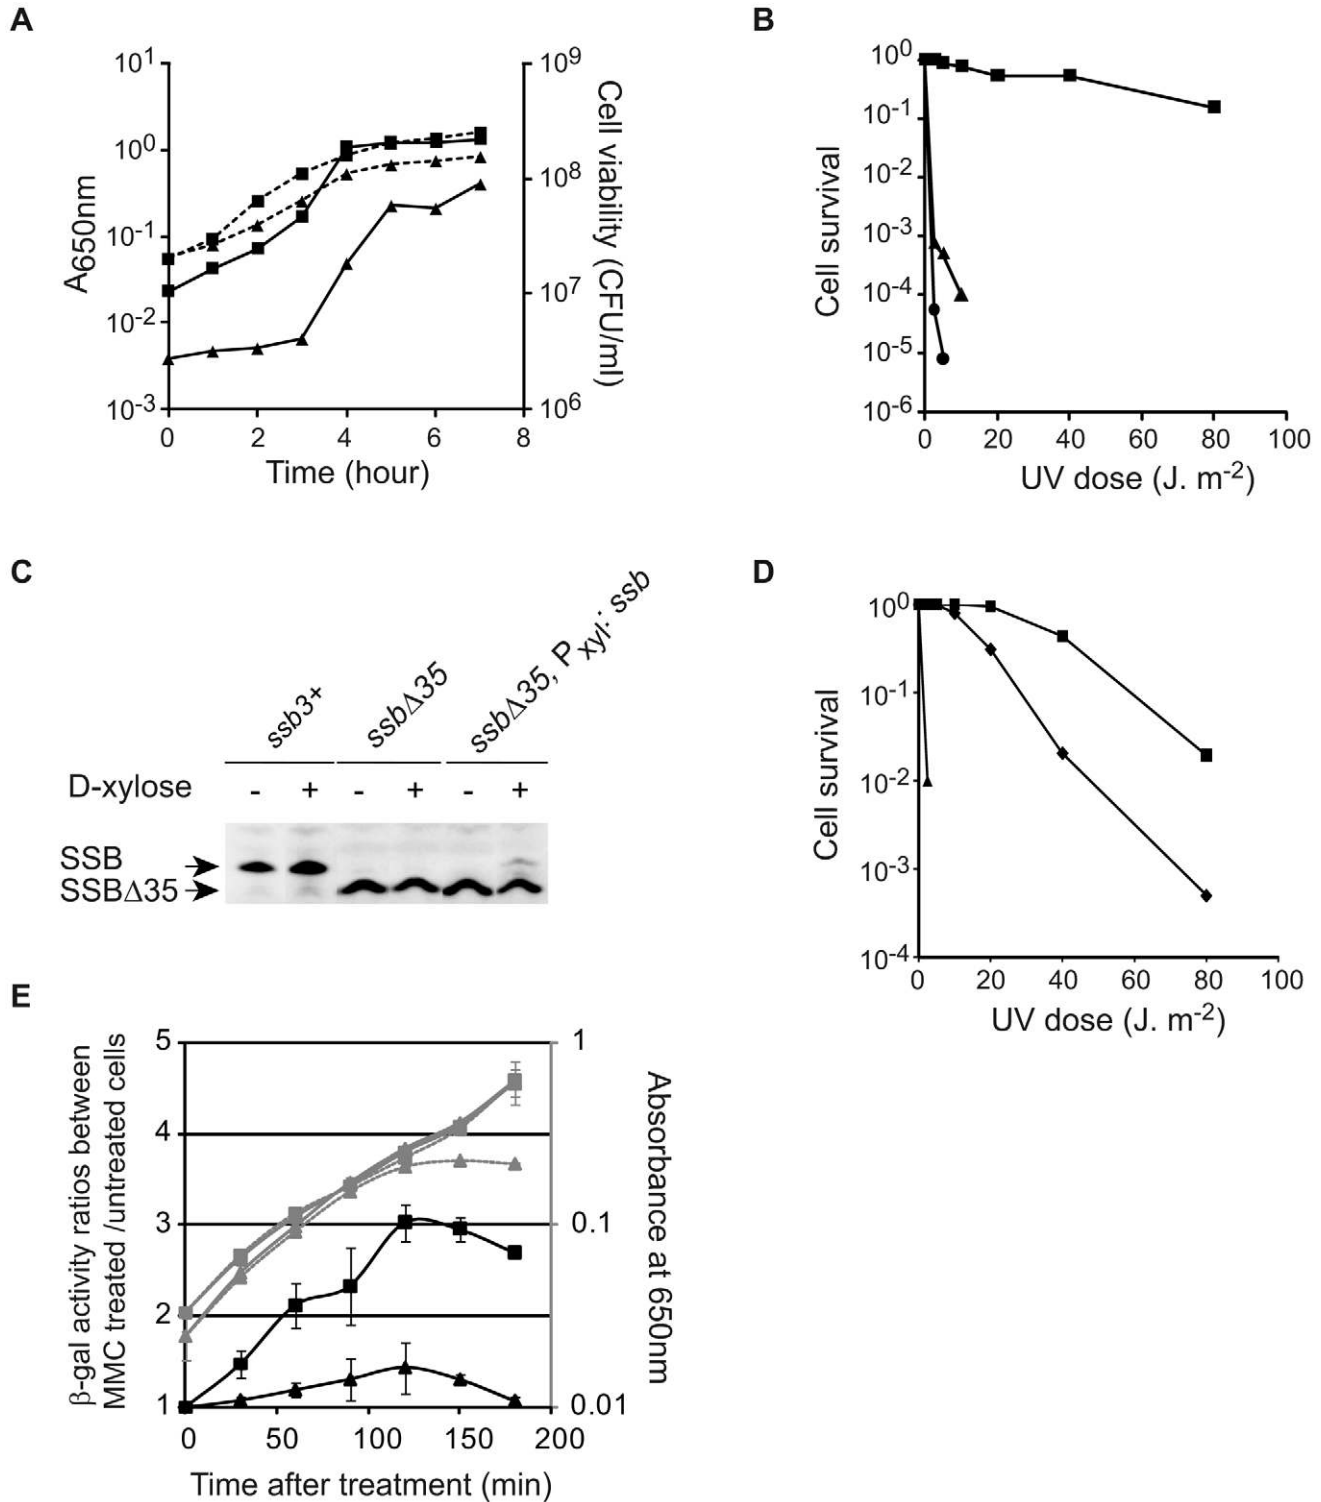 A
10^1
10^0
10^-1
10^-2
10^-3
A650nm
10^9
10^8
10^7
10^6
Cell viability (CFU/ml)
0 2 4 6 8
Time (hour)
B
10^0
10^-1
10^-2
10^-3
10^-4
10^-5
10^-6
Cell survival
0 20 40 60 80 100
UV dose (J. m-2)
C
ssb3+
ssbΔ35
ssbΔ35, Pxyl: ssb
D-xylose - + - + - +
SSB
SSBΔ35
D
10^0
10^-1
10^-2
10^-3
10^-4
Cell survival
0 20 40 60 80 100
UV dose (J. m-2)
E
5
4
3
2
1
β-gal activity ratios between
MMC treated /untreated cells
1
0.1
0.01
Absorbance at 650nm
0 50 100 150 200
Time after treatment (min)